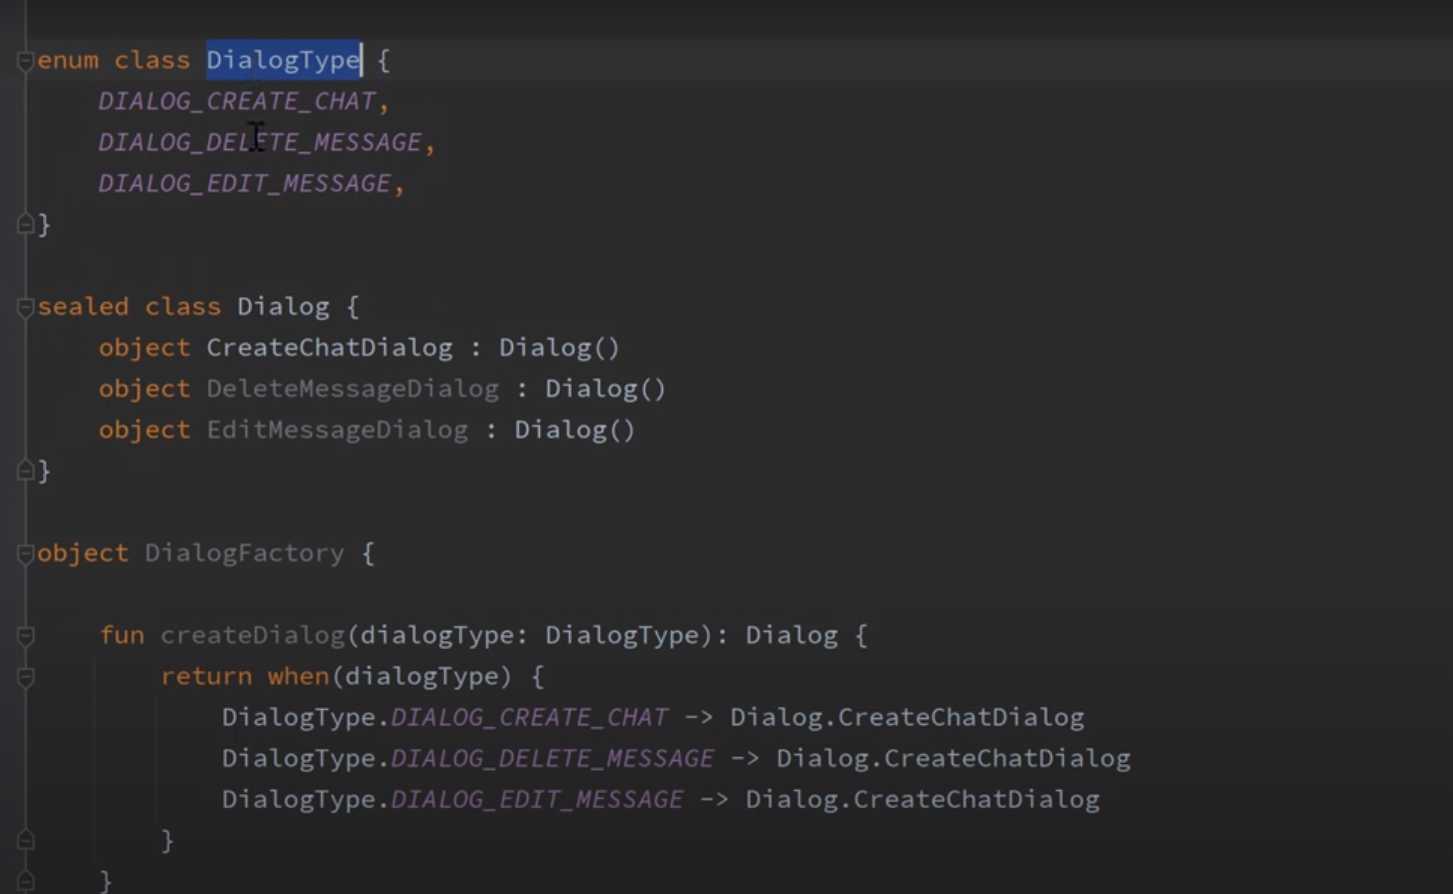 enum class DialogType {
DIALOG_CREATE_CHAT,
DIALOG_DELETE_MESSAGE,
DIALOG_EDIT_MESSAGE,
}
sealed class Dialog {
object CreateChatDialog : Dialog()
object DeleteMessageDialog : Dialog()
object EditMessageDialog : Dialog()
}
object DialogFactory {
fun createDialog(dialogType: DialogType): Dialog {
return when(dialogType) {
DialogType.DIALOG_CREATE_CHAT -> Dialog.CreateChatDialog
DialogType.DIALOG_DELETE_MESSAGE -> Dialog.CreateChatDialog
DialogType.DIALOG_EDIT_MESSAGE -> Dialog.CreateChatDialog
}
}